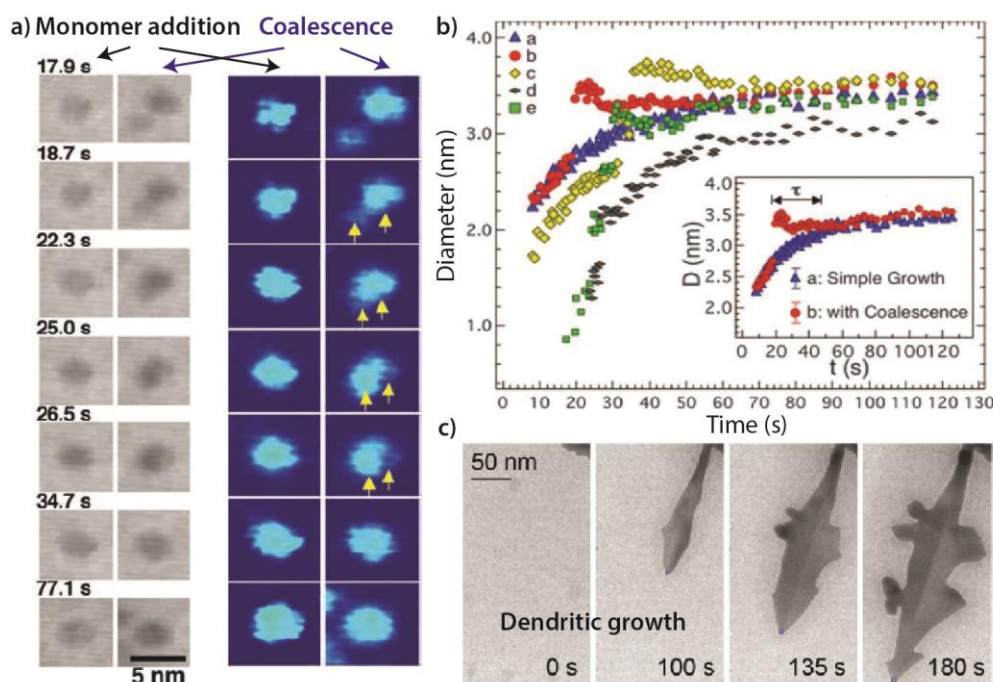 a) Monomer addition Coalescence
17.9 s
18.7 s
22.3 s
25.0 s
26.5 s
34.7 s
77.1 s
5 nm
b)
4.0
3.0
2.0
1.0
Diameter (nm)
a
b
c
d
e
10 20 30 40 50 60 70 80 90 100 110 120 130
Time (s)
τ
4.0
3.5
3.0
2.5
2.0
D (nm)
a: Simple Growth
b: with Coalescence
0 20 40 60 80 100 120
t (s)
c)
50 nm
Dendritic growth
0 s 100 s 135 s 180 s